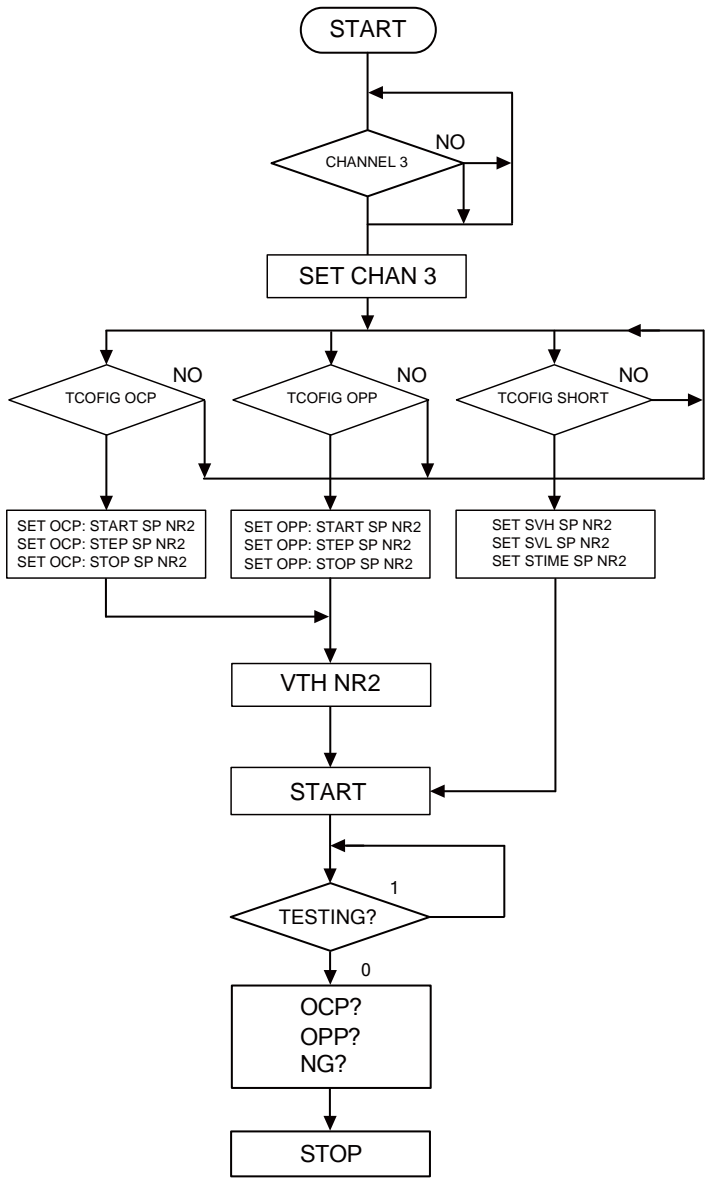 START
NO
CHANNEL 3
SET CHAN 3
NO
NO
NO
TCOFIG OCP
TCOFIG OPP
TCOFIG SHORT
SET OCP: START SP NR2
SET OCP: STEP SP NR2
SET OCP: STOP SP NR2
SET OPP: START SP NR2
SET OPP: STEP SP NR2
SET OPP: STOP SP NR2
SET SVH SP NR2
SET SVL SP NR2
SET STIME SP NR2
VTH NR2
START
1
TESTING?
0
OCP?
OPP?
NG?
STOP